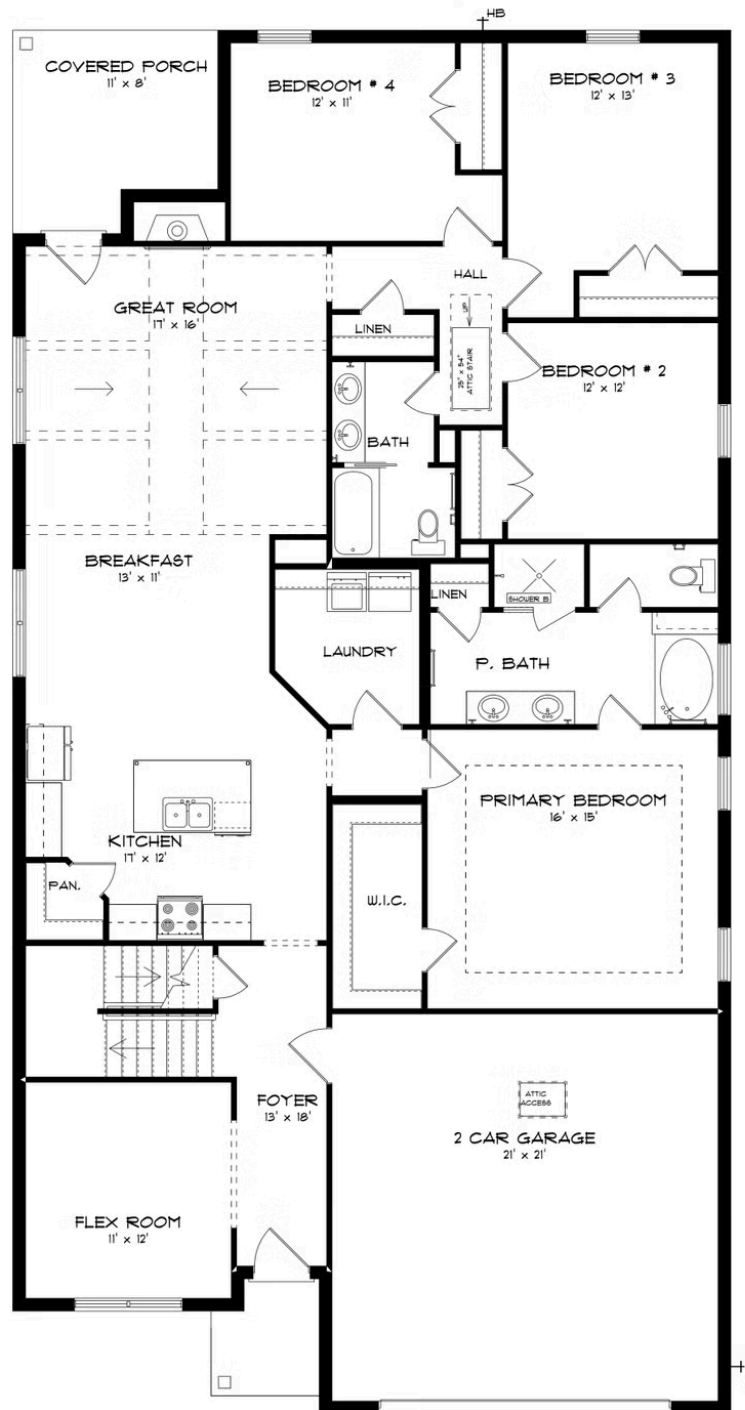 HB
COVERED PORCH
11' x 8'
BEDROOM # 4
12' x 11'
BEDROOM # 3
12' x 13'
HALL
GREAT ROOM
17' x 16'
UP
LINEN
25" x 54"
ATTIC STAIR
BEDROOM # 2
12' x 12'
BATH
BREAKFAST
13' x 11'
LINEN
SHOWER B
LAUNDRY
P. BATH
PRIMARY BEDROOM
16' x 15'
KITCHEN
17' x 12'
PAN.
W.I.C.
FOYER
13' x 18'
ATTIC
ACCESS
2 CAR GARAGE
21' x 21'
FLEX ROOM
11' x 12'